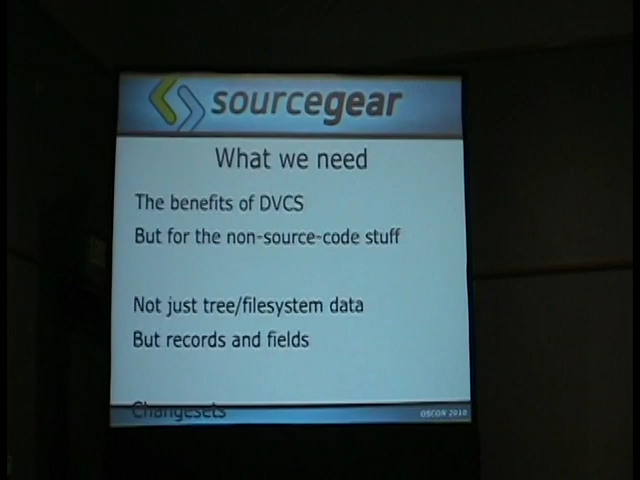 sourcegear
What we need
The benefits of DVCS
But for the non-source-code stuff
Not just tree/filesystem data
But records and fields
Changesets
OSCON 2010